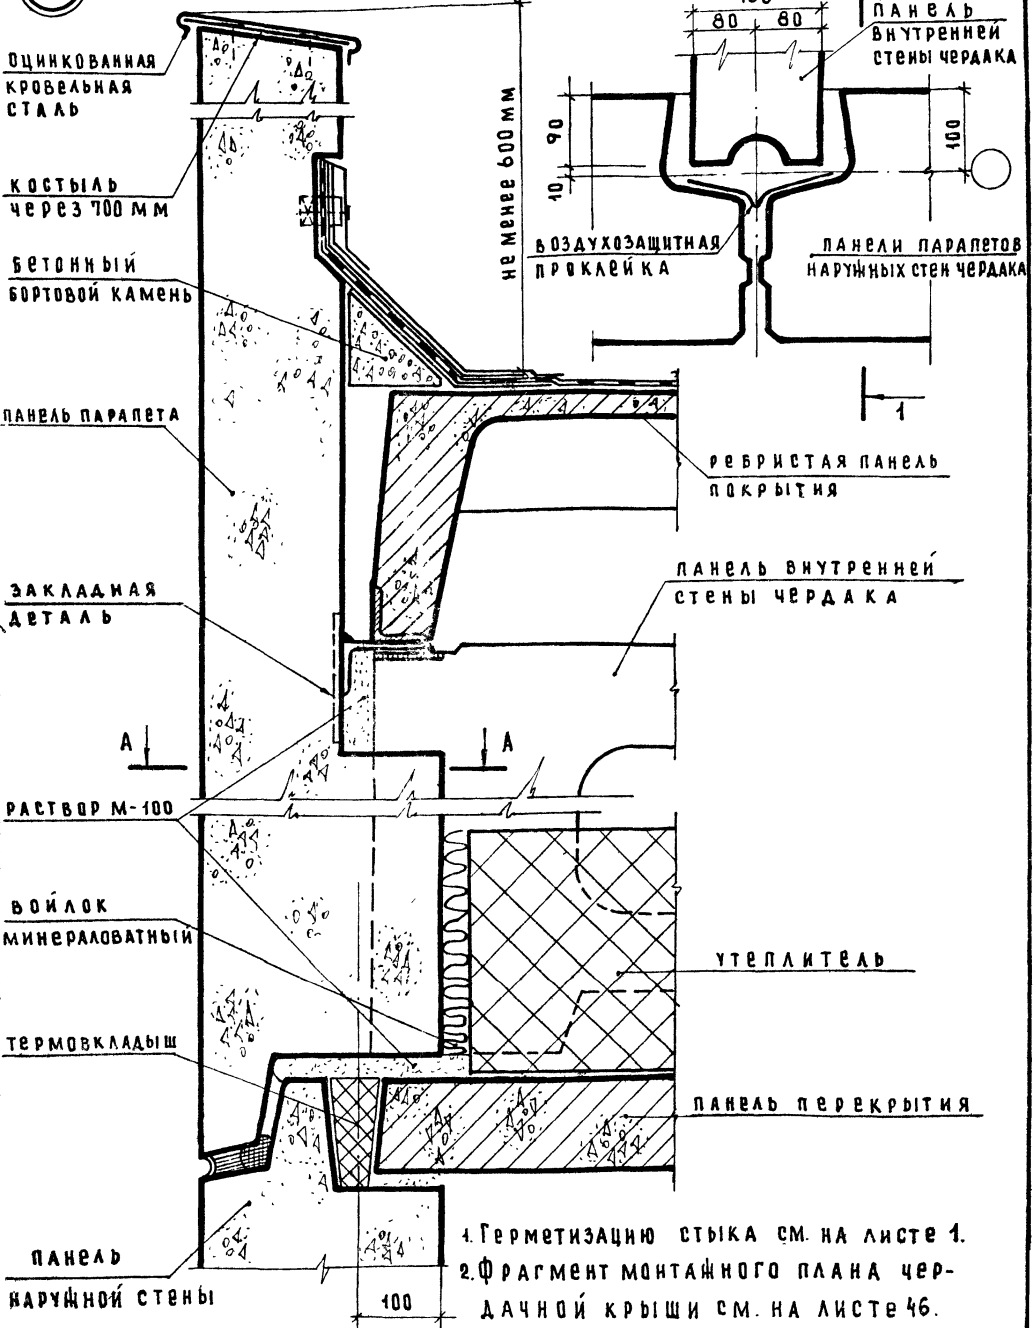 ОЦИНКОВАННАЯ
КРОВЕЛЬНАЯ
СТАЛЬ
КОСТЫЛЬ
ЧЕРЕЗ 700 ММ
БЕТОННЫЙ
БОРТОВОЙ КАМЕНЬ
ПАНЕЛЬ ПАРАПЕТА
ЗАКЛАДНАЯ
ДЕТАЛЬ
А
А
РАСТВОР М-100
ВОЙЛОК
МИНЕРАЛОВАТНЫЙ
ТЕРМОВКЛАДЫШ
ПАНЕЛЬ
НАРУЖНОЙ СТЕНЫ
100
НЕ МЕНЕЕ 600 ММ
80
80
ПАНЕЛЬ
ВНУТРЕННЕЙ
СТЕНЫ ЧЕРДАКА
90
10
100
ВОЗДУХОЗАЩИТНАЯ
ПРОКЛЕЙКА
ПАНЕЛИ ПАРАПЕТОВ
НАРУЖНЫХ СТЕН ЧЕРДАКА
1
РЕБРИСТАЯ ПАНЕЛЬ
ПОКРЫТИЯ
ПАНЕЛЬ ВНУТРЕННЕЙ
СТЕНЫ ЧЕРДАКА
УТЕПЛИТЕЛЬ
ПАНЕЛЬ ПЕРЕКРЫТИЯ
1. ГЕРМЕТИЗАЦИЮ СТЫКА СМ. НА ЛИСТЕ 1.
2. ФРАГМЕНТ МОНТАЖНОГО ПЛАНА ЧЕР-
ДАЧНОЙ КРЫШИ СМ. НА ЛИСТЕ 46.